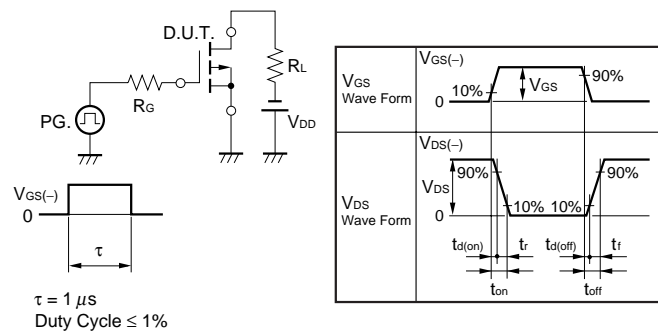 D.U.T.
RL
RG
PG.
VDD
VGS(−)
0
τ
τ = 1 μs
Duty Cycle ≤ 1%
VGS
Wave Form
VGS(−)
10%
0
VGS
90%
VDS
Wave Form
VDS(−)
90%
VDS
0
10% 10%
90%
td(on) tr td(off) tf
ton toff